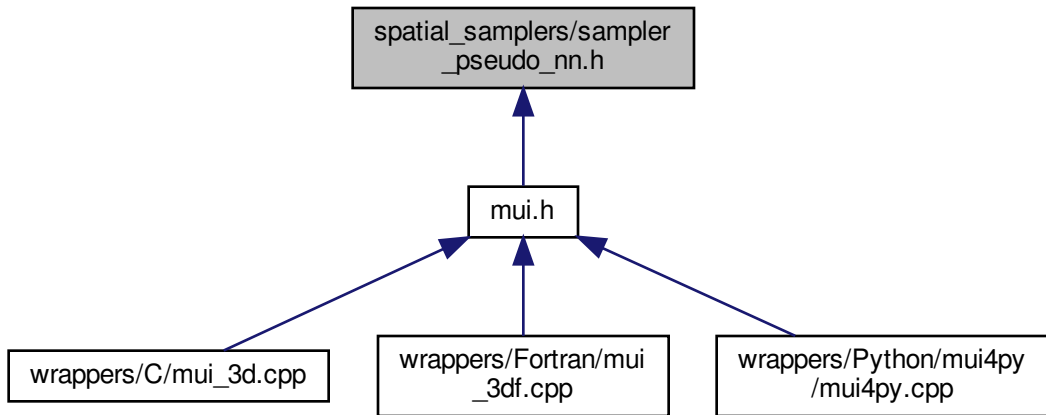 spatial_samplers/sampler
_pseudo_nn.h
mui.h
wrappers/C/mui_3d.cpp
wrappers/Fortran/mui
_3df.cpp
wrappers/Python/mui4py
/mui4py.cpp